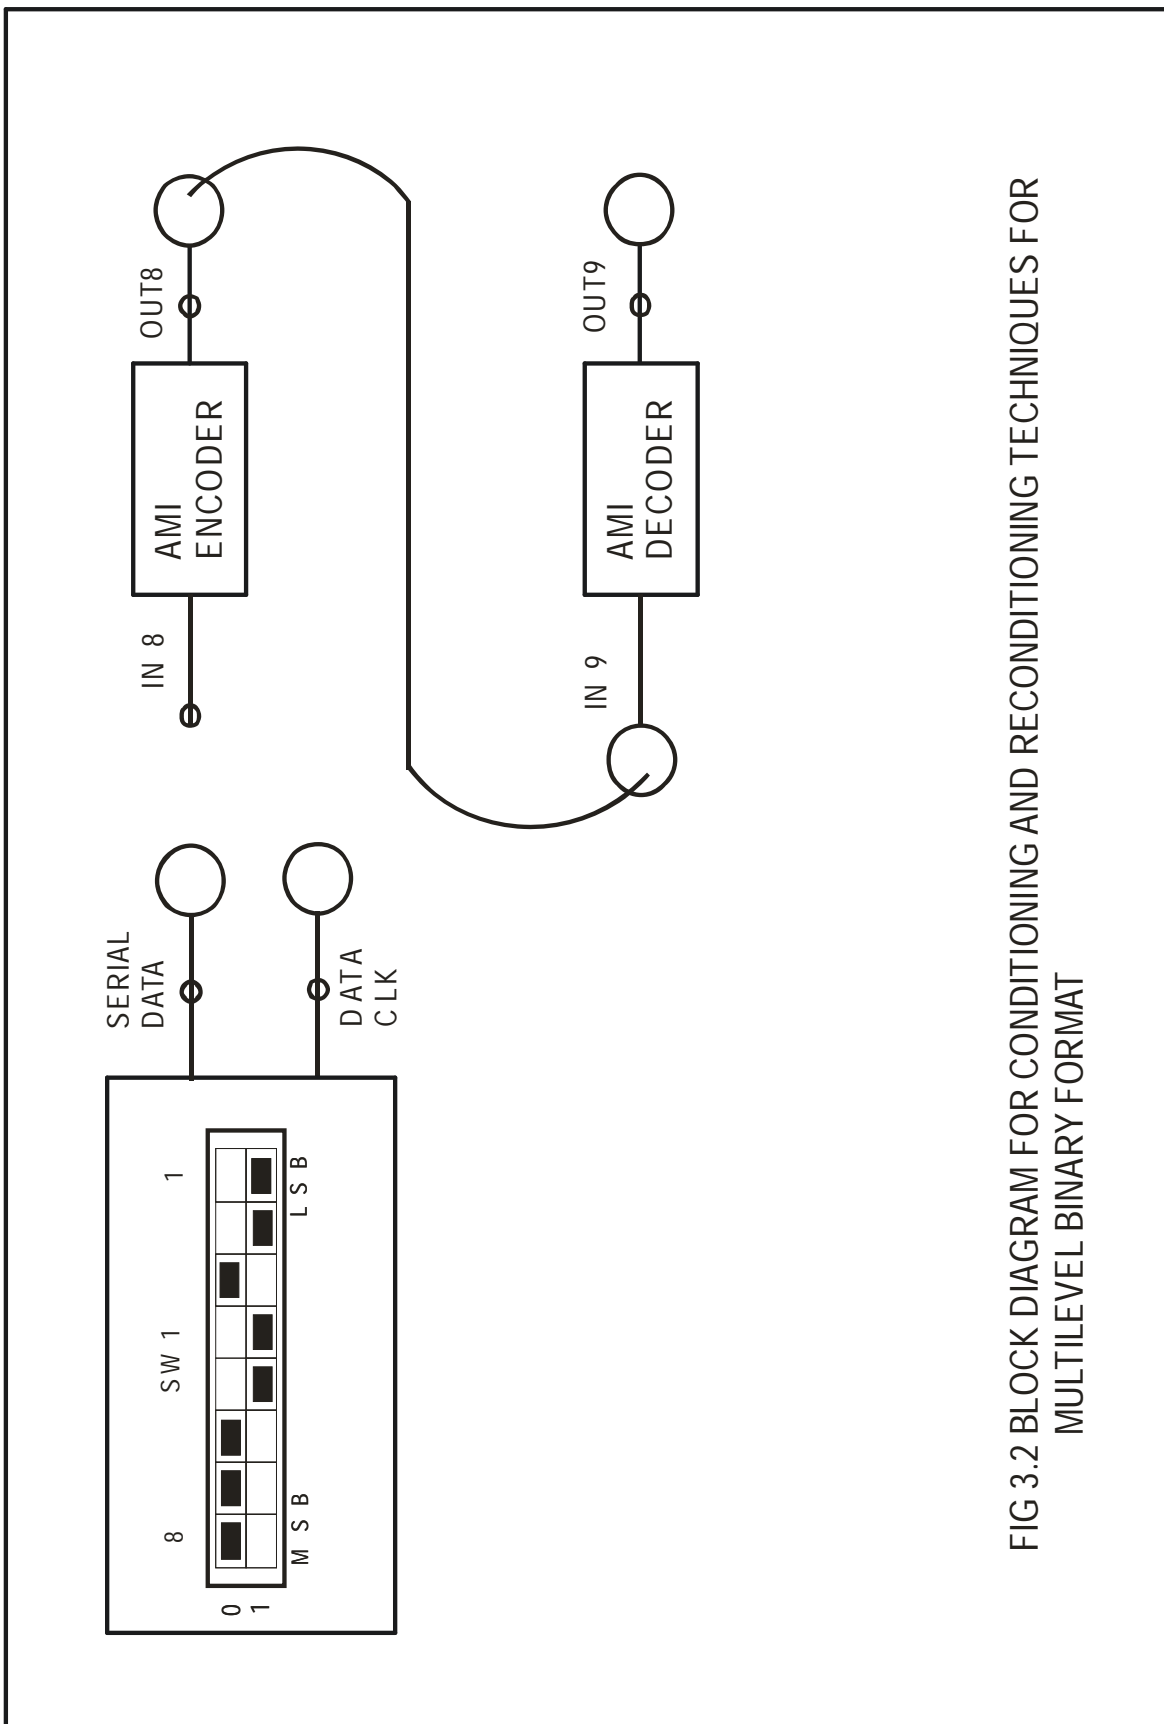 OUT8
AMI
ENCODER
IN 8
OUT9
AMI
DECODER
IN 9
SERIAL
DATA
DATA
CLK
8 SW 1 1
0
1
M S B L S B
FIG 3.2 BLOCK DIAGRAM FOR CONDITIONING AND RECONDITIONING TECHNIQUES FOR
MULTILEVEL BINARY FORMAT